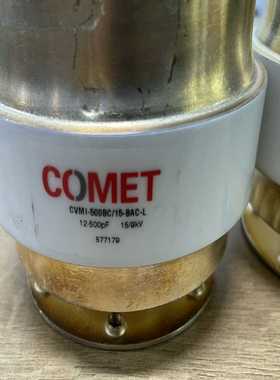 COMET
CVMI-500BC/15-BAC-L
12-500pF 15/9kV
577179